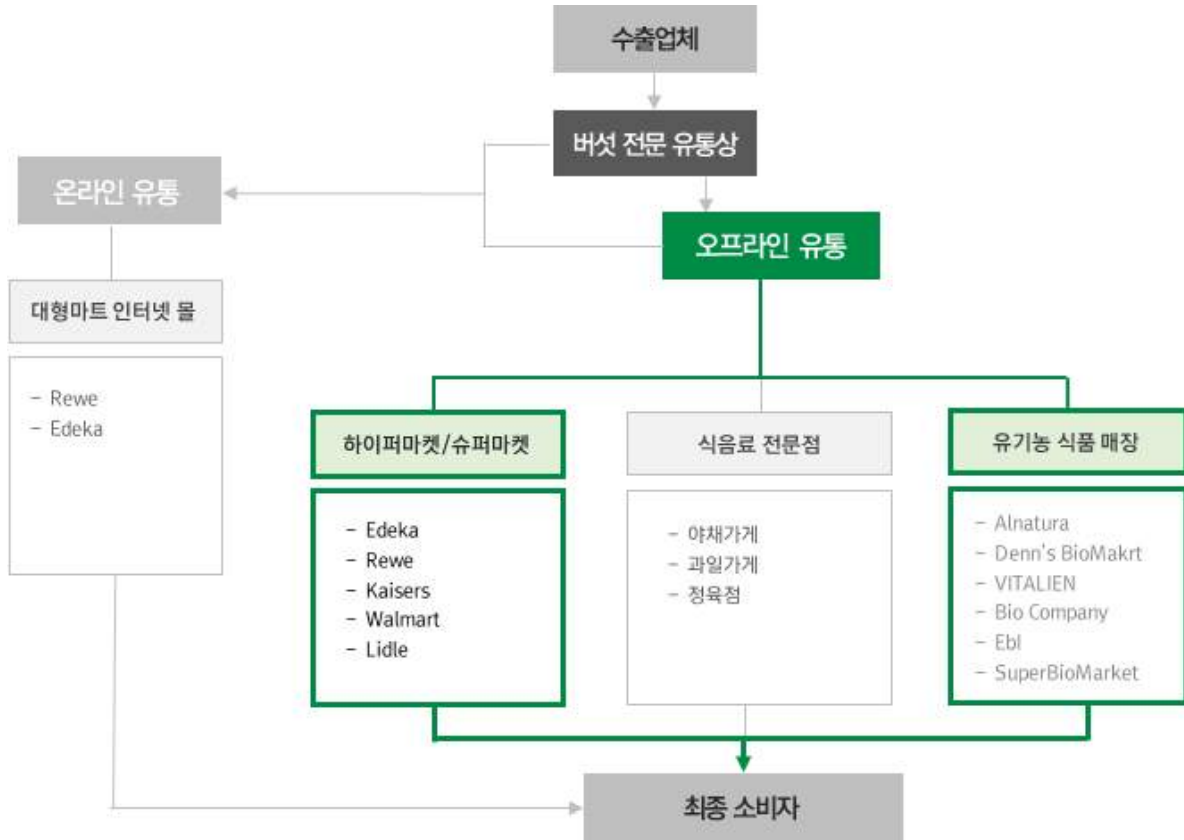 수출업체
버섯 전문 유통상
온라인 유통
오프라인 유통
대형마트 인터넷 몰
- Rewe
- Edeka
하이퍼마켓/슈퍼마켓
- Edeka
- Rewe
- Kaisers
- Walmart
- Lidle
식음료 전문점
- 야채가게
- 과일가게
- 정육점
유기농 식품 매장
- Alnatura
- Denn's BioMakrt
- VITALIEN
- Bio Company
- Ebl
- SuperBioMarket
최종 소비자